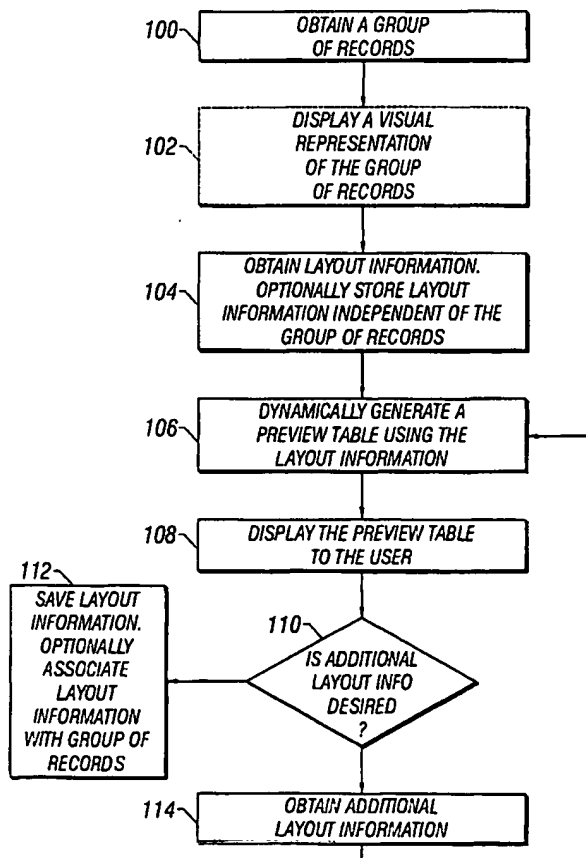 100
OBTAIN A GROUP
OF RECORDS
102
DISPLAY A VISUAL
REPRESENTATION
OF THE GROUP
OF RECORDS
104
OBTAIN LAYOUT INFORMATION.
OPTIONALLY STORE LAYOUT
INFORMATION INDEPENDENT OF THE
GROUP OF RECORDS
106
DYNAMICALLY GENERATE A
PREVIEW TABLE USING THE
LAYOUT INFORMATION
108
DISPLAY THE PREVIEW TABLE
TO THE USER
112
SAVE LAYOUT
INFORMATION.
OPTIONALLY
ASSOCIATE
LAYOUT
INFORMATION
WITH GROUP OF
RECORDS
110
IS ADDITIONAL
LAYOUT INFO
DESIRED
?
114
OBTAIN ADDITIONAL
LAYOUT INFORMATION